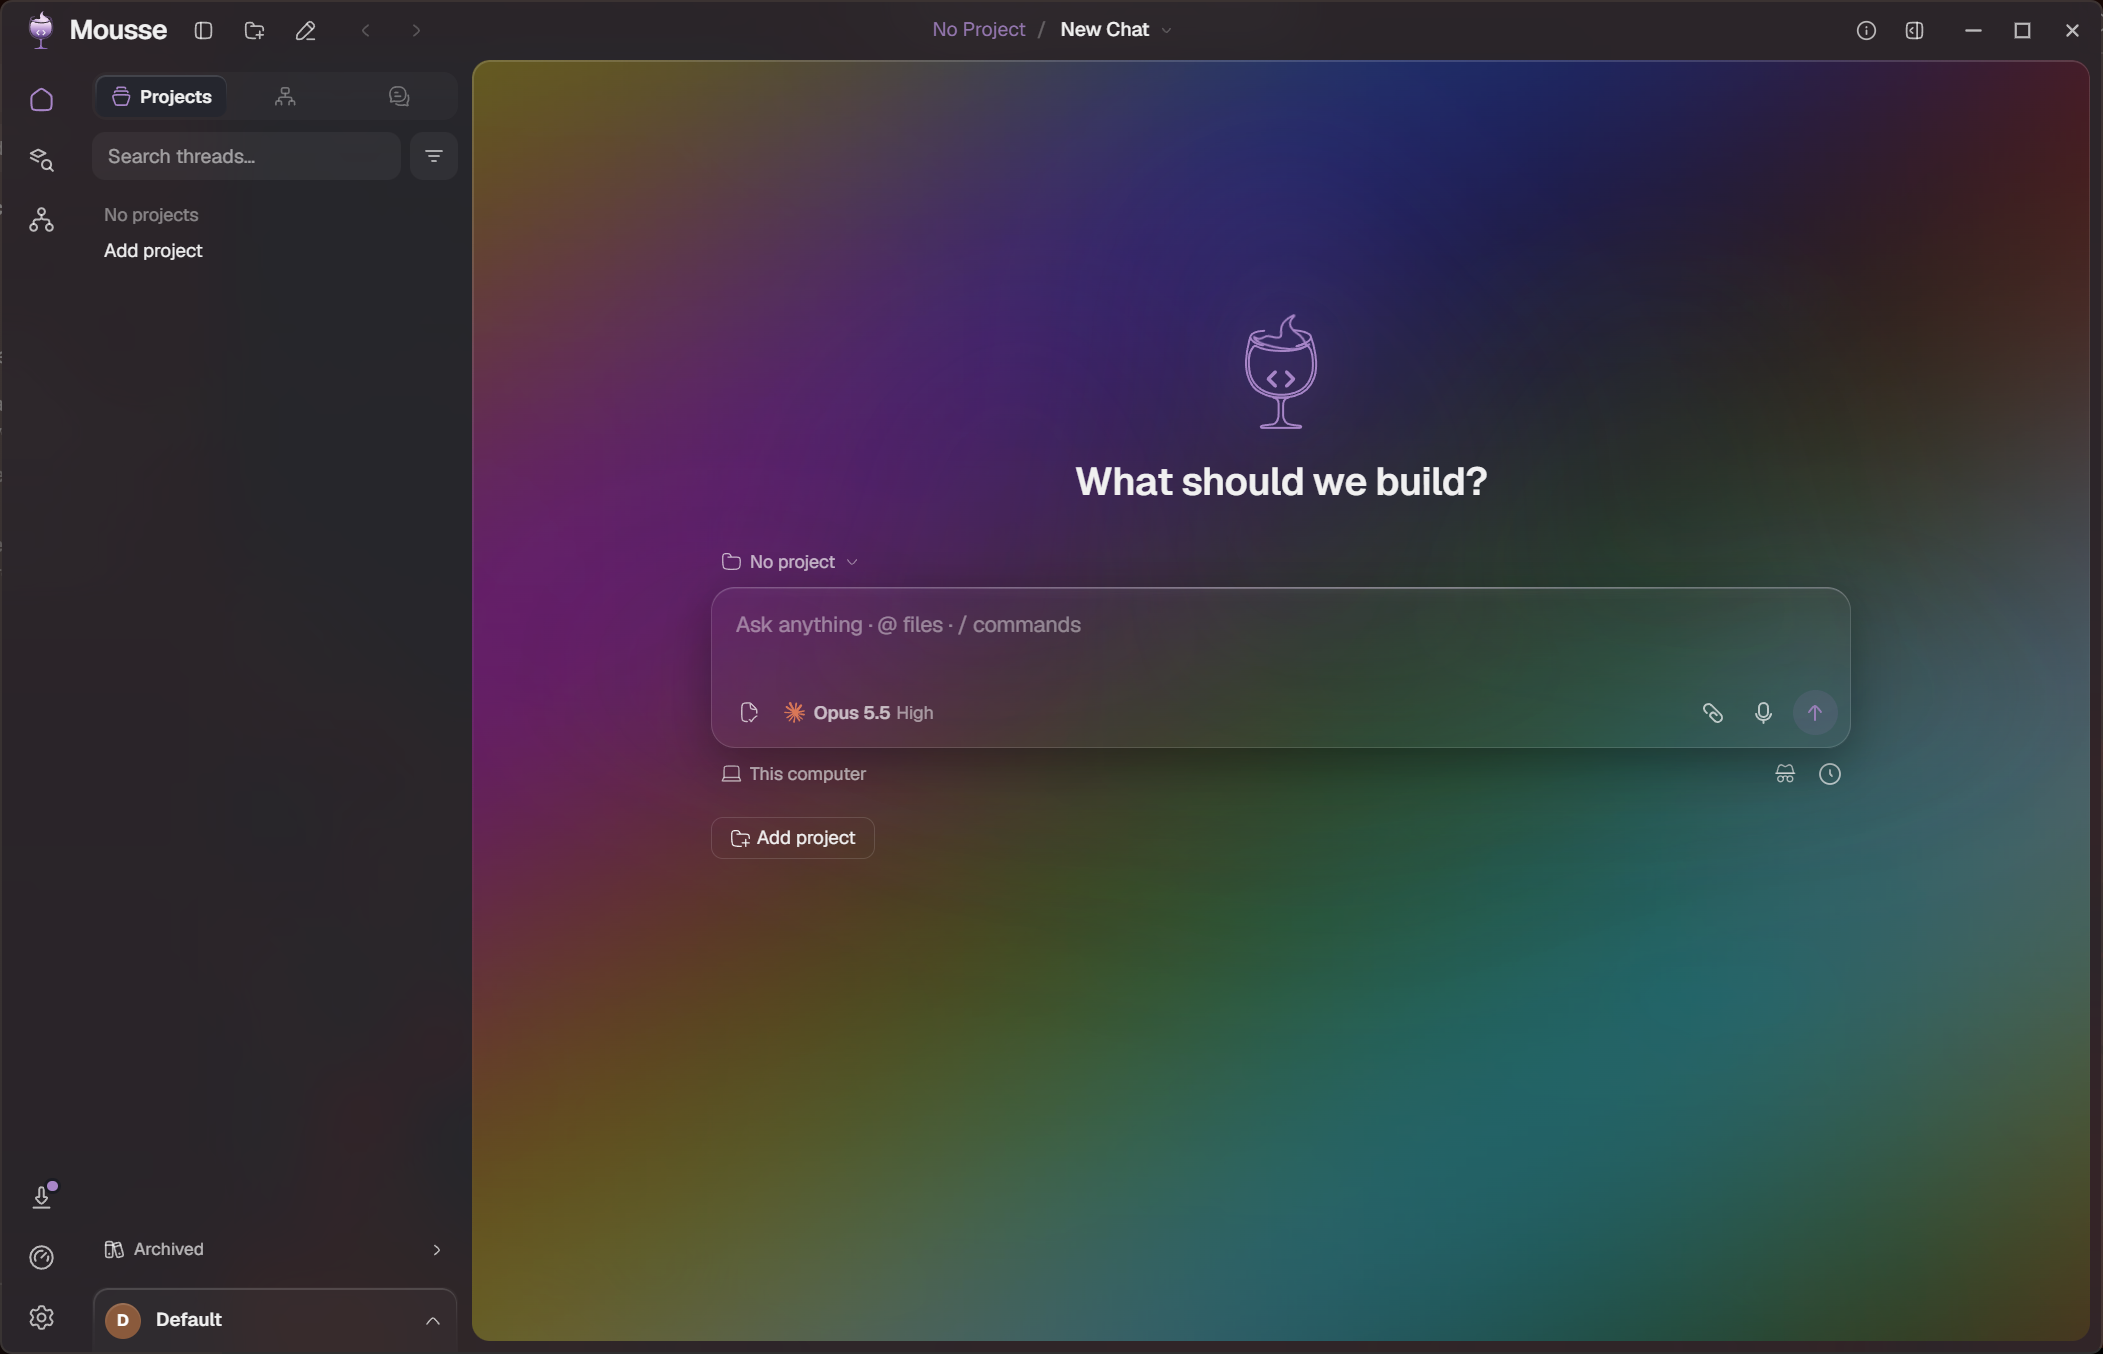 Mousse
No Project / New Chat
Projects
Search threads...
No projects
Add project
What should we build?
No project
Ask anything · @ files · / commands
Opus 5.5 High
This computer
Add project
Archived
D Default